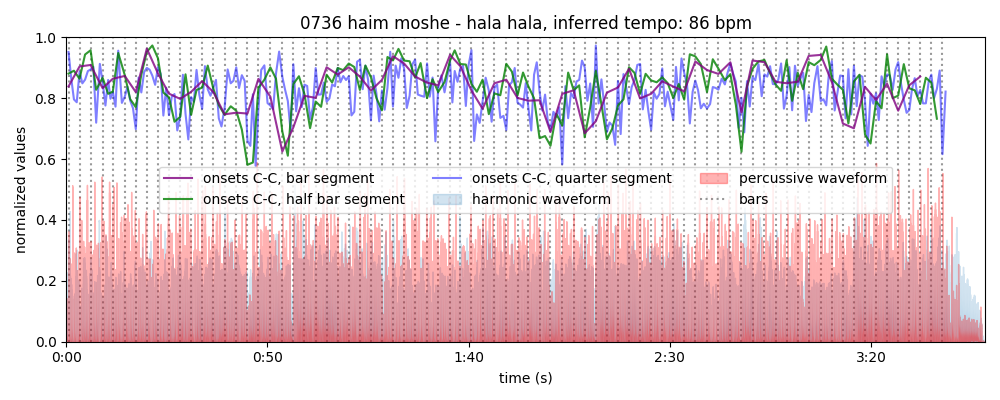 0736 haim moshe - hala hala, inferred tempo: 86 bpm
1.0
0.8
0.6
0.4
0.2
0.0
normalized values
onsets C-C, bar segment
onsets C-C, half bar segment
onsets C-C, quarter segment
harmonic waveform
percussive waveform
bars
0:00 0:50 1:40 2:30 3:20
time (s)